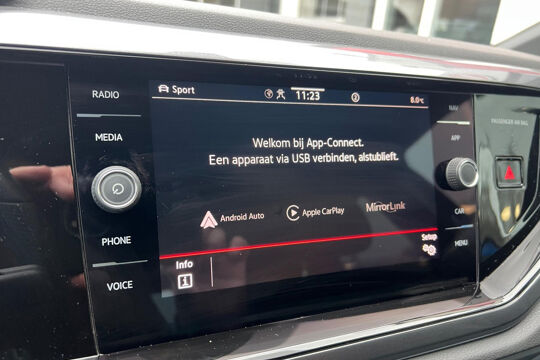 RADIO
MEDIA
PHONE
VOICE
Sport
11:23
2
8.0°C
Welkom bij App-Connect.
Een apparaat via USB verbinden, alstublieft.
Android Auto
Apple CarPlay
MirrorLink
Info
Setup
NAV
APP
CAR
MENU
PASSENGER AIR BAG